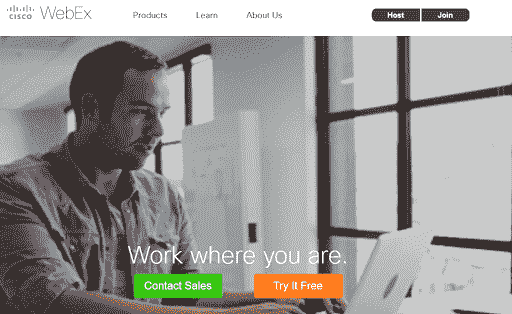 CISCO WebEx Products Learn About Us Host Join
Work where you are.
Contact Sales Try It Free